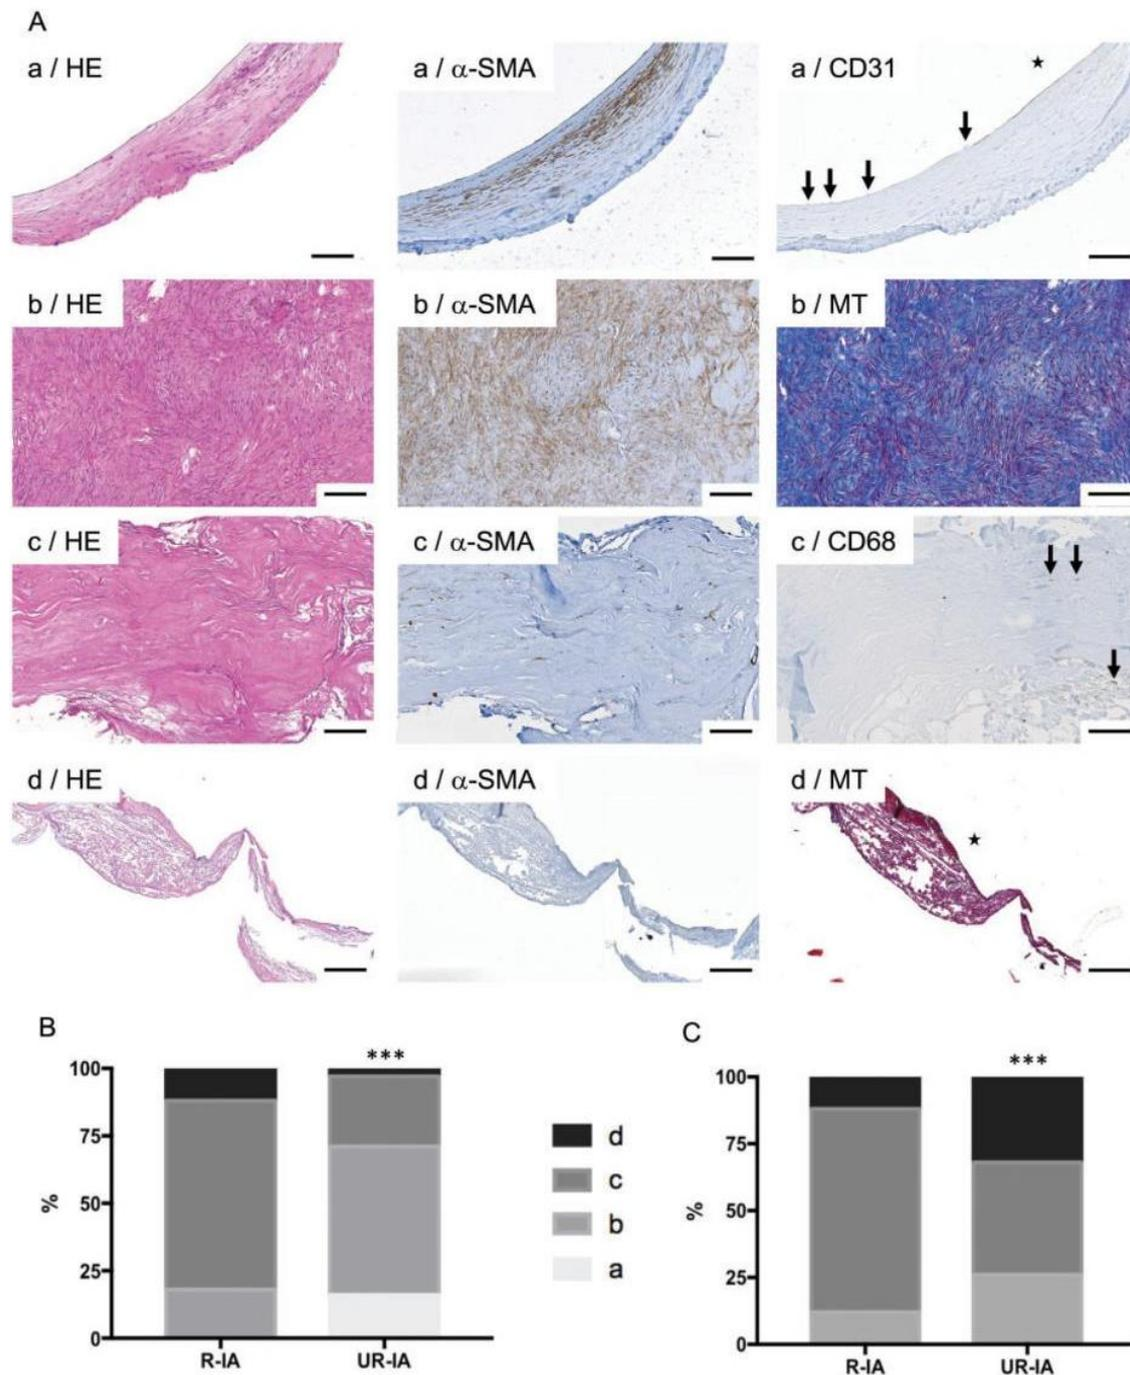 A
a / HE
a / α-SMA
a / CD31
b / HE
b / α-SMA
b / MT
c / HE
c / α-SMA
c / CD68
d / HE
d / α-SMA
d / MT
B
%
100
75
50
25
0
***
R-IA
UR-IA
d
c
b
a
C
%
100
75
50
25
0
***
R-IA
UR-IA